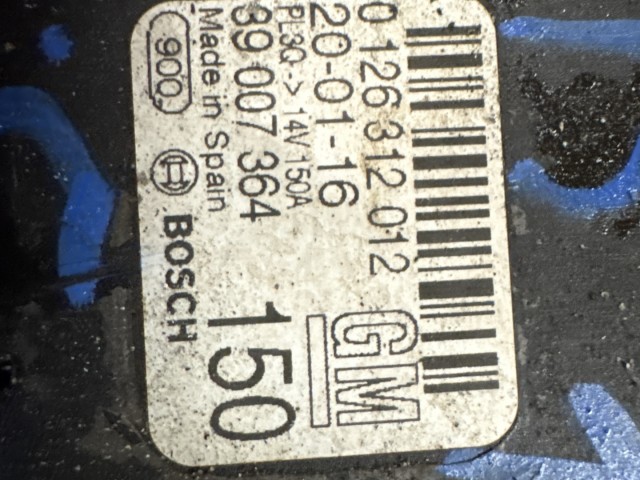 0 126 312 012
20-01-16
PL30-> 14V 150A
39 007 364
Made in Spain
900
GM
150
BOSCH